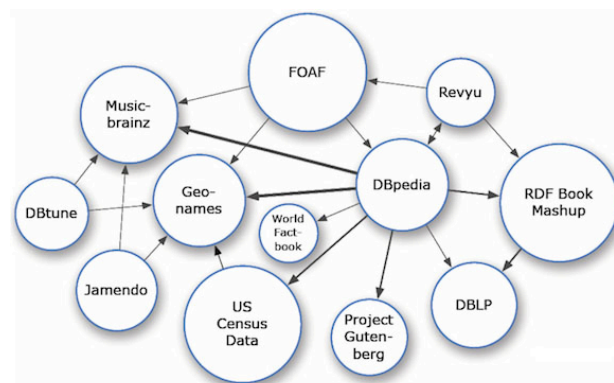 FOAF
Revyu
Music-
brainz
DBpedia
RDF Book
Mashup
Geo-
names
DBtune
World
Fact-
book
Jamendo
US
Census
Data
Project
Guten-
berg
DBLP